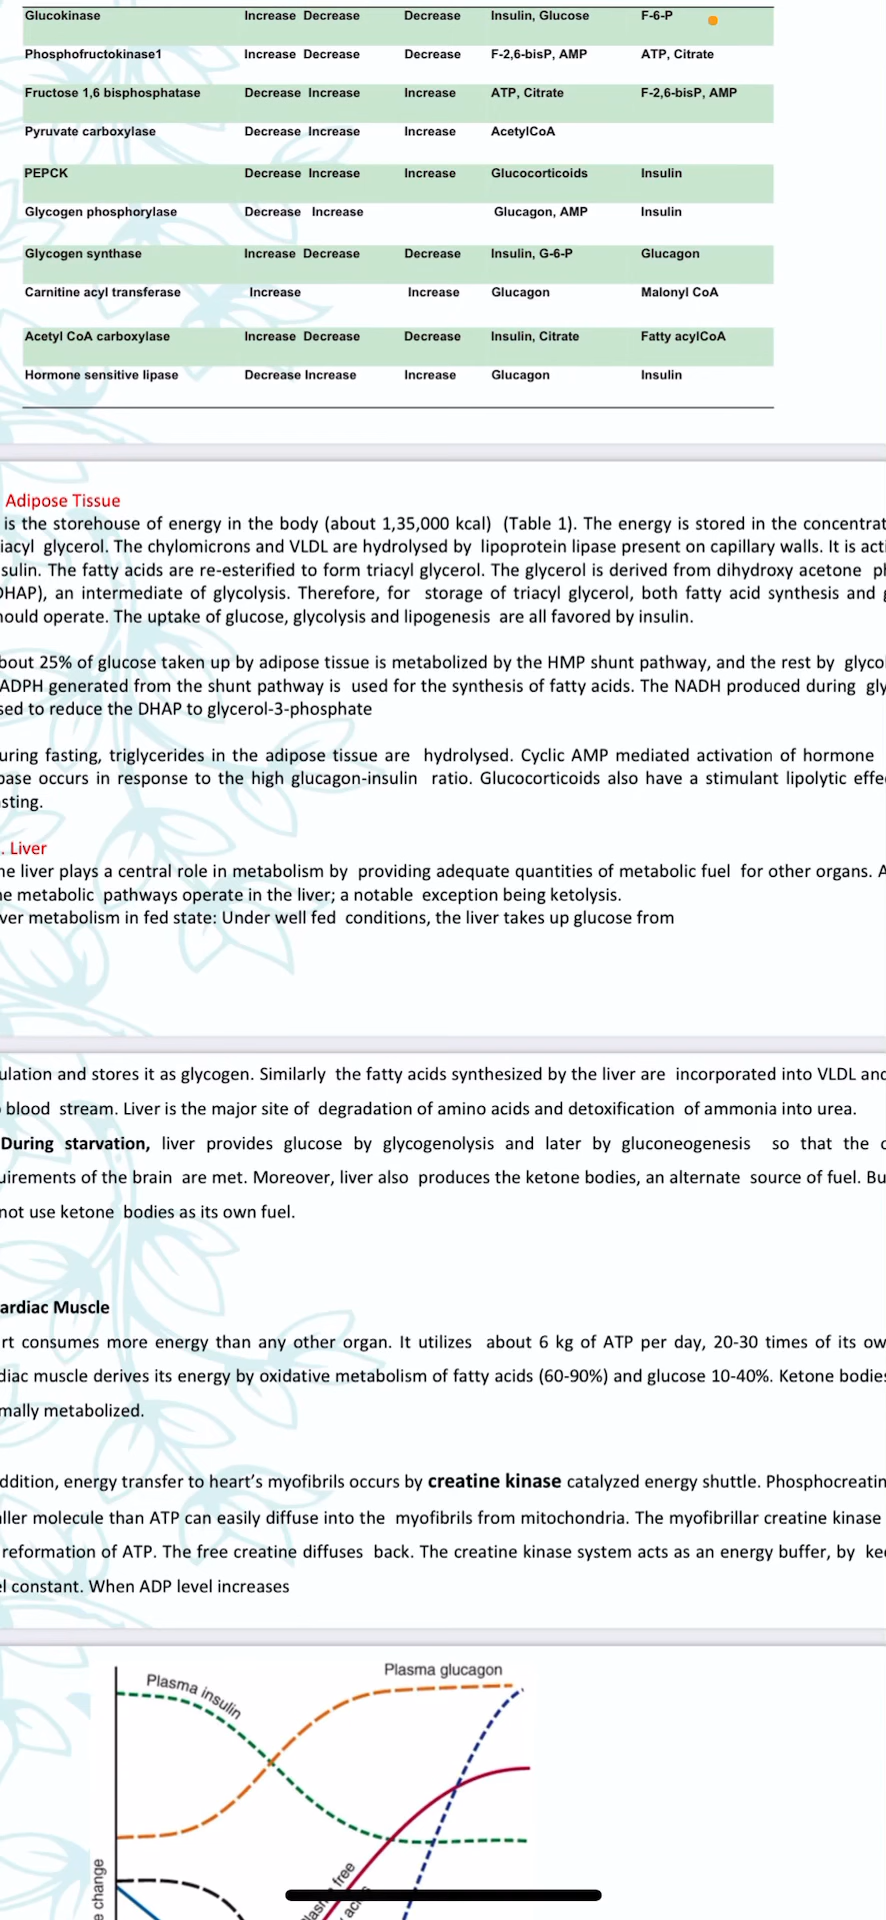 Glucokinase Increase Decrease Decrease Insulin, Glucose F-6-P
Phosphofructokinase1 Increase Decrease Decrease F-2,6-bisP, AMP ATP, Citrate
Fructose 1,6 bisphosphatase Decrease Increase Increase ATP, Citrate F-2,6-bisP, AMP
Pyruvate carboxylase Decrease Increase Increase AcetylCoA
PEPCK Decrease Increase Increase Glucocorticoids Insulin
Glycogen phosphorylase Decrease Increase Glucagon, AMP Insulin
Glycogen synthase Increase Decrease Decrease Insulin, G-6-P Glucagon
Carnitine acyl transferase Increase Increase Glucagon Malonyl CoA
Acetyl CoA carboxylase Increase Decrease Decrease Insulin, Citrate Fatty acylCoA
Hormone sensitive lipase Decrease Increase Increase Glucagon Insulin
Adipose Tissue
is the storehouse of energy in the body (about 1,35,000 kcal) (Table 1). The energy is stored in the concentrat
iacyl glycerol. The chylomicrons and VLDL are hydrolysed by lipoprotein lipase present on capillary walls. It is acti
sulin. The fatty acids are re-esterified to form triacyl glycerol. The glycerol is derived from dihydroxy acetone p
DHAP), an intermediate of glycolysis. Therefore, for storage of triacyl glycerol, both fatty acid synthesis and g
hould operate. The uptake of glucose, glycolysis and lipogenesis are all favored by insulin.
bout 25% of glucose taken up by adipose tissue is metabolized by the HMP shunt pathway, and the rest by glycol
ADPH generated from the shunt pathway is used for the synthesis of fatty acids. The NADH produced during gly
sed to reduce the DHAP to glycerol-3-phosphate
uring fasting, triglycerides in the adipose tissue are hydrolysed. Cyclic AMP mediated activation of hormone
pase occurs in response to the high glucagon-insulin ratio. Glucocorticoids also have a stimulant lipolytic effe
sting.
. Liver
he liver plays a central role in metabolism by providing adequate quantities of metabolic fuel for other organs. A
he metabolic pathways operate in the liver; a notable exception being ketolysis.
ver metabolism in fed state: Under well fed conditions, the liver takes up glucose from
ulation and stores it as glycogen. Similarly the fatty acids synthesized by the liver are incorporated into VLDL and
blood stream. Liver is the major site of degradation of amino acids and detoxification of ammonia into urea.
During starvation, liver provides glucose by glycogenolysis and later by gluconeogenesis so that the
uirements of the brain are met. Moreover, liver also produces the ketone bodies, an alternate source of fuel. Bu
not use ketone bodies as its own fuel.
ardiac Muscle
rt consumes more energy than any other organ. It utilizes about 6 kg of ATP per day, 20-30 times of its ow
diac muscle derives its energy by oxidative metabolism of fatty acids (60-90%) and glucose 10-40%. Ketone bodies
mally metabolized.
ddition, energy transfer to heart's myofibrils occurs by creatine kinase catalyzed energy shuttle. Phosphocreatin
ller molecule than ATP can easily diffuse into the myofibrils from mitochondria. The myofibrillar creatine kinase
reformation of ATP. The free creatine diffuses back. The creatine kinase system acts as an energy buffer, by kee
el constant. When ADP level increases
Plasma glucagon
Plasma insulin
free
e change